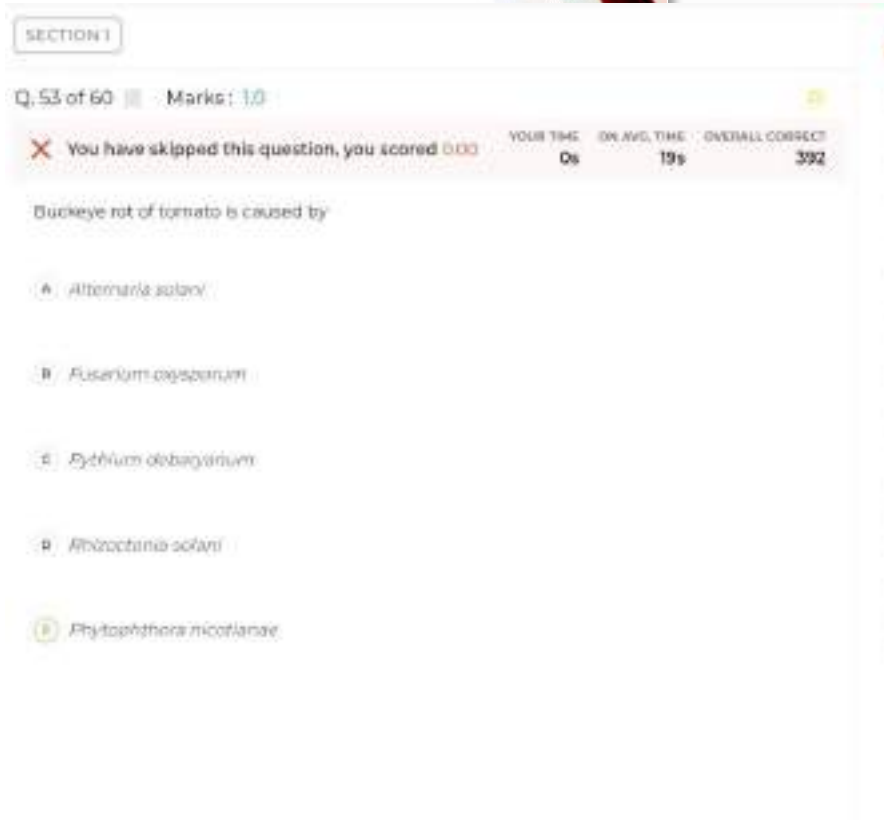 SECTION 1
Q. 53 of 60 Marks: 1.0
YOUR TIME ON AVG. TIME OVERALL CORRECT
You have skipped this question, you scored 0.00
0s 19s 392
Buckeye rot of tomato is caused by
A Alternaria solani
B Fusarium oxysporum
C Pythium debaryanum
D Rhizoctonia solani
E Phytophthora nicotianae